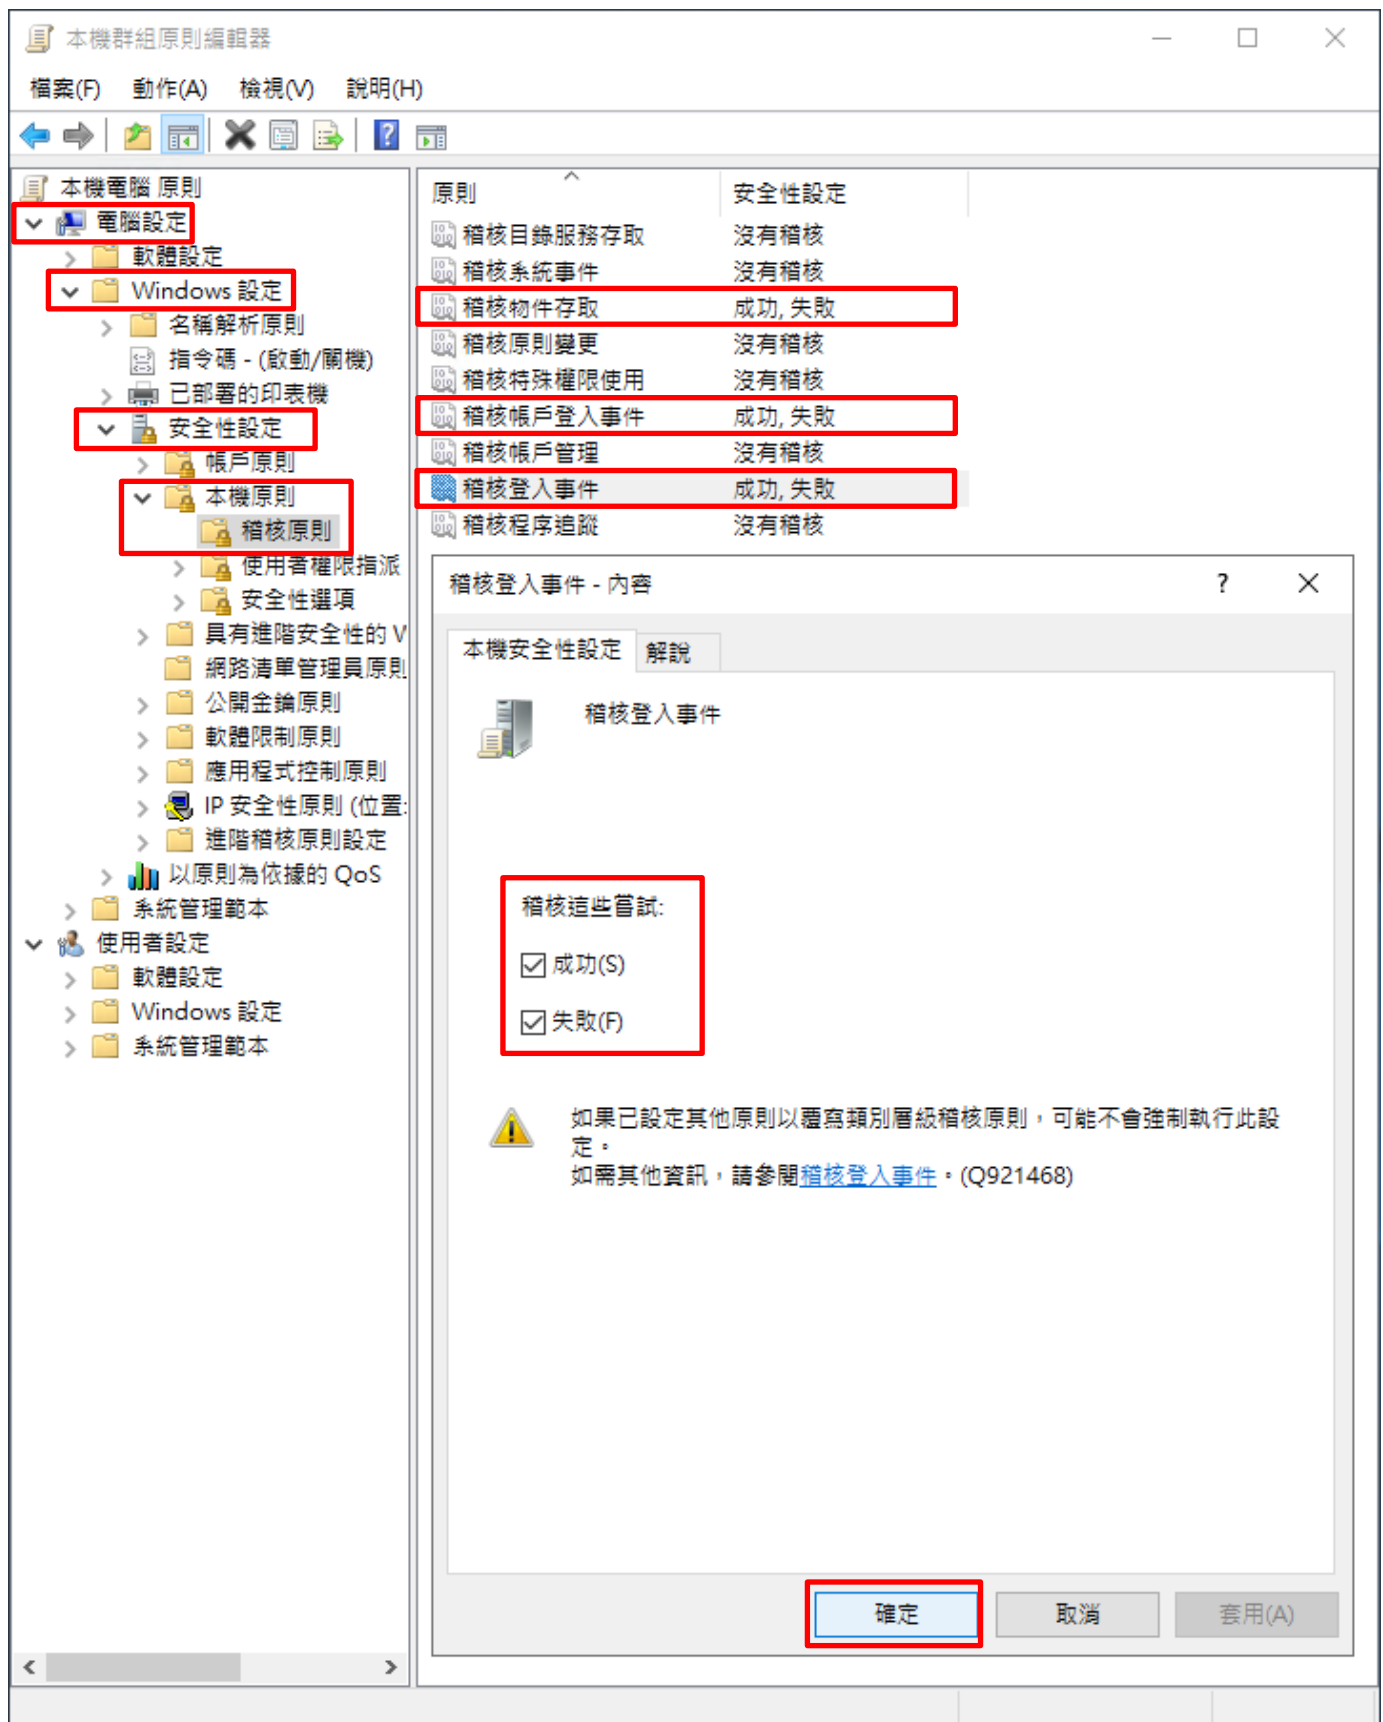 本機群組原則編輯器
檔案(F) 動作(A) 檢視(V) 說明(H)
本機電腦 原則
電腦設定
軟體設定
Windows 設定
名稱解析原則
指令碼 - (啟動/關機)
已部署的印表機
安全性設定
帳戶原則
本機原則
稽核原則
使用者權限指派
安全性選項
具有進階安全性的 W
網路清單管理員原則
公開金鑰原則
軟體限制原則
應用程式控制原則
IP 安全性原則 (位置:
進階稽核原則設定
以原則為依據的 QoS
系統管理範本
使用者設定
軟體設定
Windows 設定
系統管理範本
原則 安全性設定
稽核目錄服務存取 沒有稽核
稽核系統事件 沒有稽核
稽核物件存取 成功, 失敗
稽核原則變更 沒有稽核
稽核特殊權限使用 沒有稽核
稽核帳戶登入事件 成功, 失敗
稽核帳戶管理 沒有稽核
稽核登入事件 成功, 失敗
稽核程序追蹤 沒有稽核
稽核登入事件 - 內容 ?
本機安全性設定 解說
稽核登入事件
稽核這些嘗試:
成功(S)
失敗(F)
如果已設定其他原則以覆寫類別層級稽核原則，可能不會強制執行此設
定。
如需其他資訊，請參閱稽核登入事件。(Q921468)
確定 取消 套用(A)